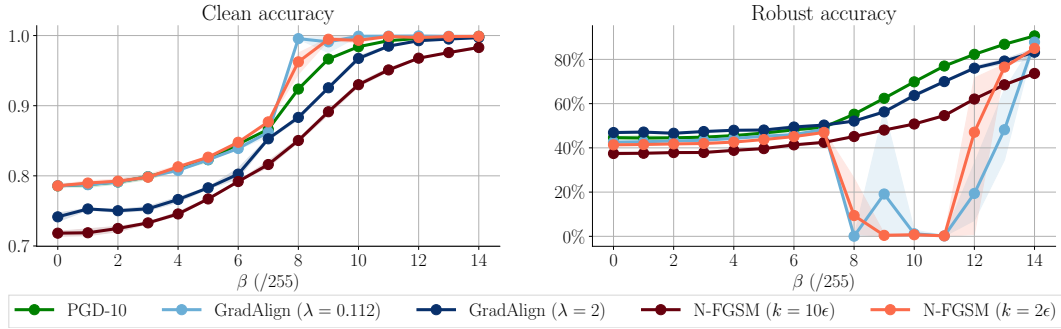 Clean accuracy
1.0
0.9
0.8
0.7
0 2 4 6 8 10 12 14
β (/255)
Robust accuracy
80%
60%
40%
20%
0%
0 2 4 6 8 10 12 14
β (/255)
PGD-10 GradAlign (λ = 0.112) GradAlign (λ = 2) N-FGSM (k = 10ϵ) N-FGSM (k = 2ϵ)